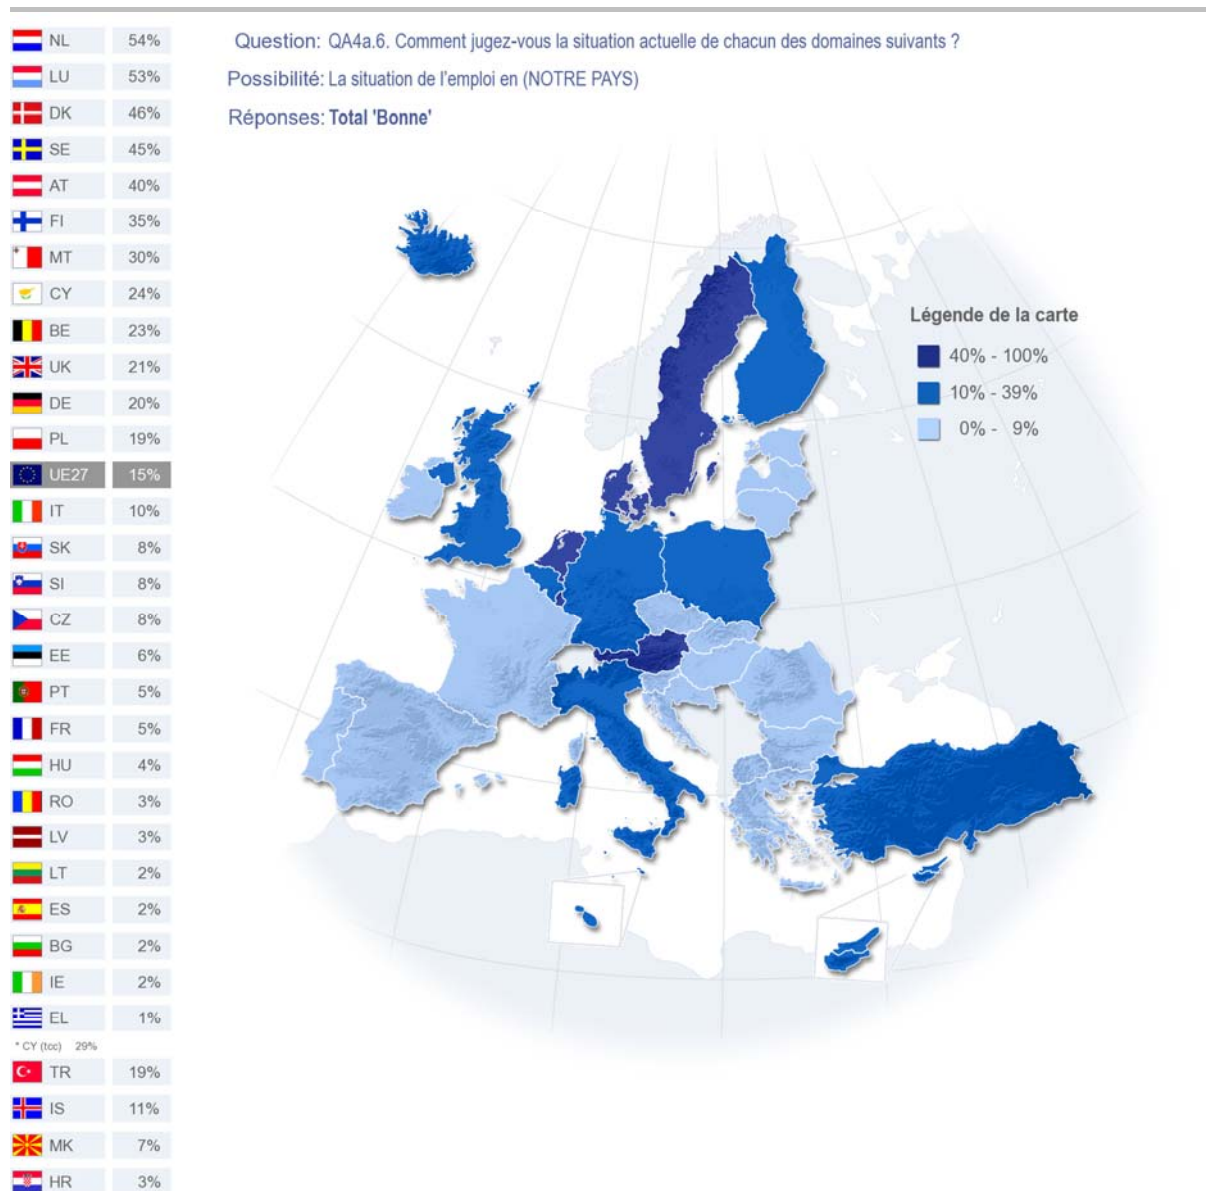 Question: QA4a.6. Comment jugez-vous la situation actuelle de chacun des domaines suivants ?
Possibilité: La situation de l'emploi en (NOTRE PAYS)
Réponses: Total 'Bonne'
NL 54%
LU 53%
DK 46%
SE 45%
AT 40%
FI 35%
MT 30%
CY 24%
BE 23%
UK 21%
DE 20%
PL 19%
UE27 15%
IT 10%
SK 8%
SI 8%
CZ 8%
EE 6%
PT 5%
FR 5%
HU 4%
RO 3%
LV 3%
LT 2%
ES 2%
BG 2%
IE 2%
EL 1%
* CY (tcc) 29%
TR 19%
IS 11%
MK 7%
HR 3%
Légende de la carte
40% - 100%
10% - 39%
0% - 9%